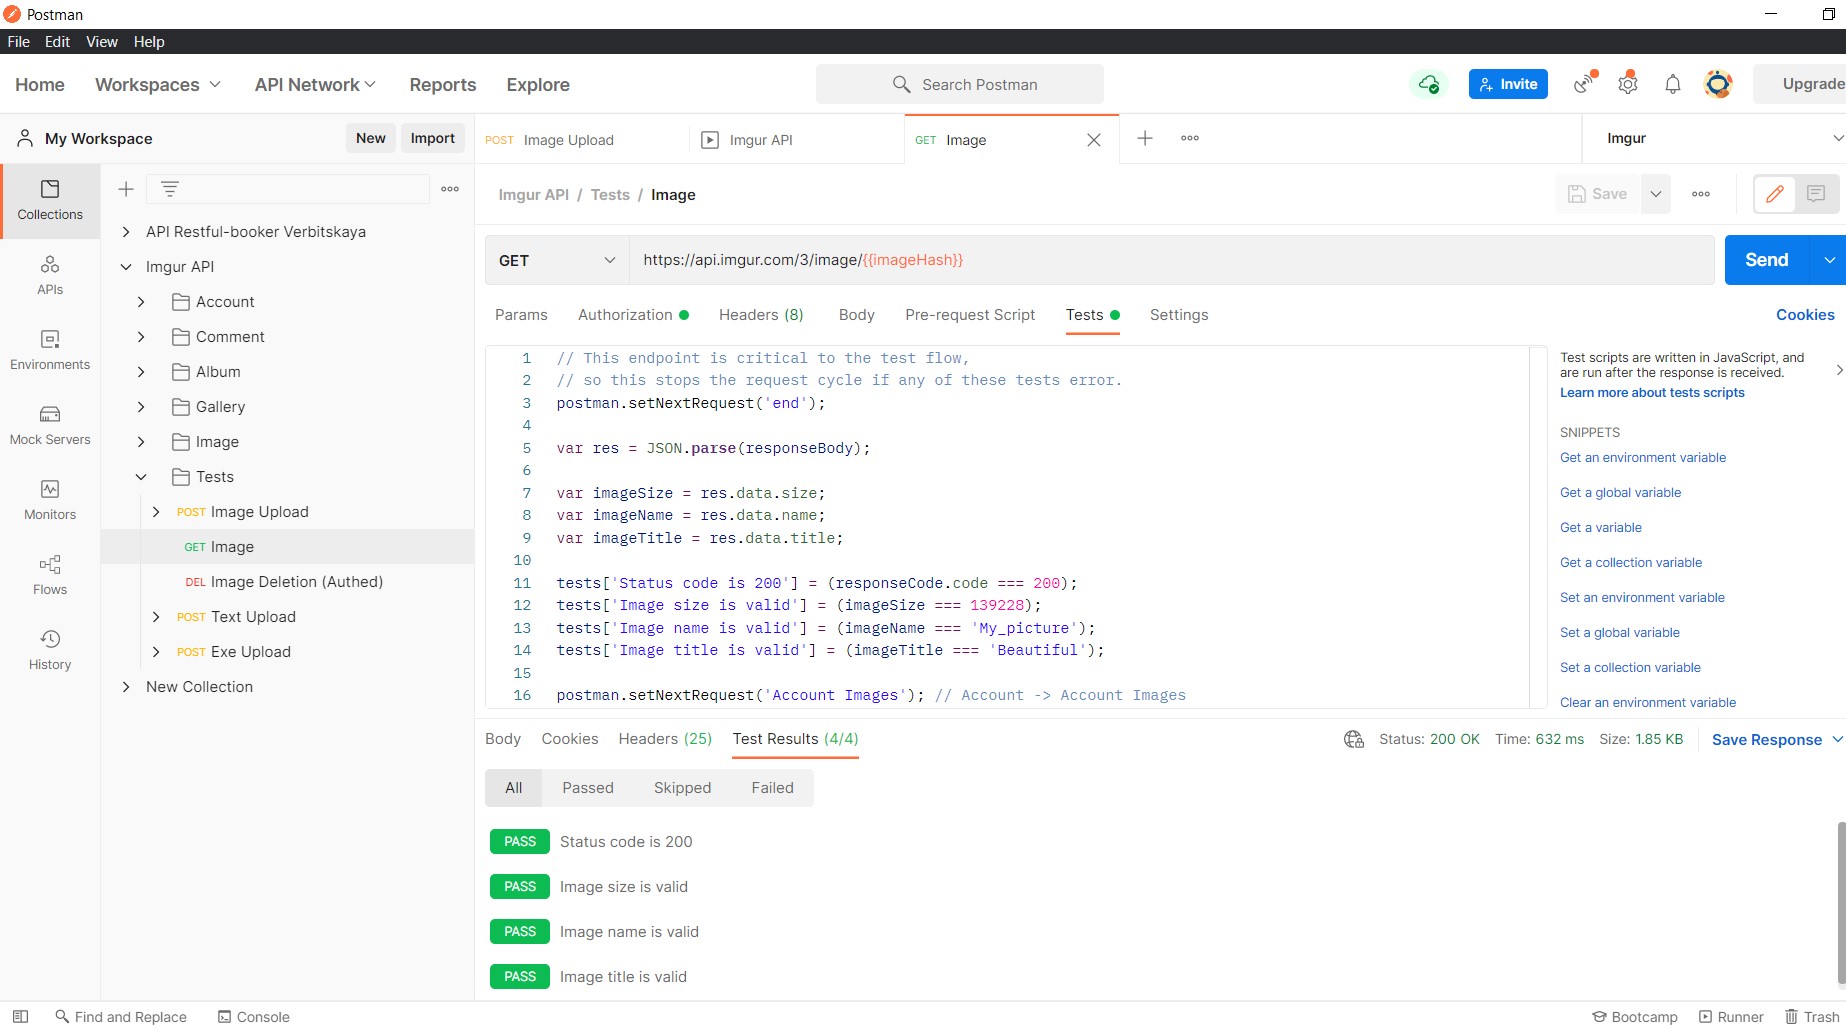 Postman
File Edit View Help
Home Workspaces API Network Reports Explore Search Postman Invite Upgrade
My Workspace New Import
POST Image Upload Imgur API GET Image Imgur
Collections
APIs
Environments
Mock Servers
Monitors
Flows
History
API Restful-booker Verbitskaya
Imgur API
Account
Comment
Album
Gallery
Image
Tests
POST Image Upload
GET Image
DEL Image Deletion (Authed)
POST Text Upload
POST Exe Upload
New Collection
Imgur API / Tests / Image Save
GET https://api.imgur.com/3/image/{{imageHash}} Send
Params Authorization Headers (8) Body Pre-request Script Tests Settings Cookies
1 // This endpoint is critical to the test flow,
2 // so this stops the request cycle if any of these tests error.
3 postman.setNextRequest('end');
4
5 var res = JSON.parse(responseBody);
6
7 var imageSize = res.data.size;
8 var imageName = res.data.name;
9 var imageTitle = res.data.title;
10
11 tests['Status code is 200'] = (responseCode.code === 200);
12 tests['Image size is valid'] = (imageSize === 139228);
13 tests['Image name is valid'] = (imageName === 'My_picture');
14 tests['Image title is valid'] = (imageTitle === 'Beautiful');
15
16 postman.setNextRequest('Account Images'); // Account -> Account Images
Test scripts are written in JavaScript, and
are run after the response is received.
Learn more about tests scripts
SNIPPETS
Get an environment variable
Get a global variable
Get a variable
Get a collection variable
Set an environment variable
Set a global variable
Set a collection variable
Clear an environment variable
Body Cookies Headers (25) Test Results (4/4) Status: 200 OK Time: 632 ms Size: 1.85 KB Save Response
All Passed Skipped Failed
PASS Status code is 200
PASS Image size is valid
PASS Image name is valid
PASS Image title is valid
Find and Replace Console Bootcamp Runner Trash